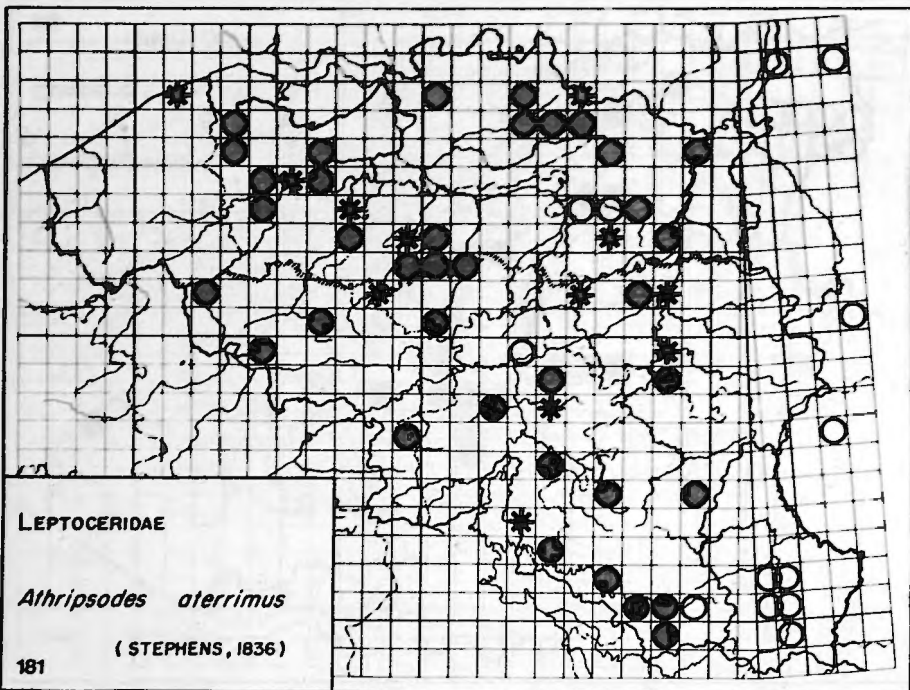 LEPTOCERIDAE
Athripsodes aterrimus
(STEPHENS, 1836)
181